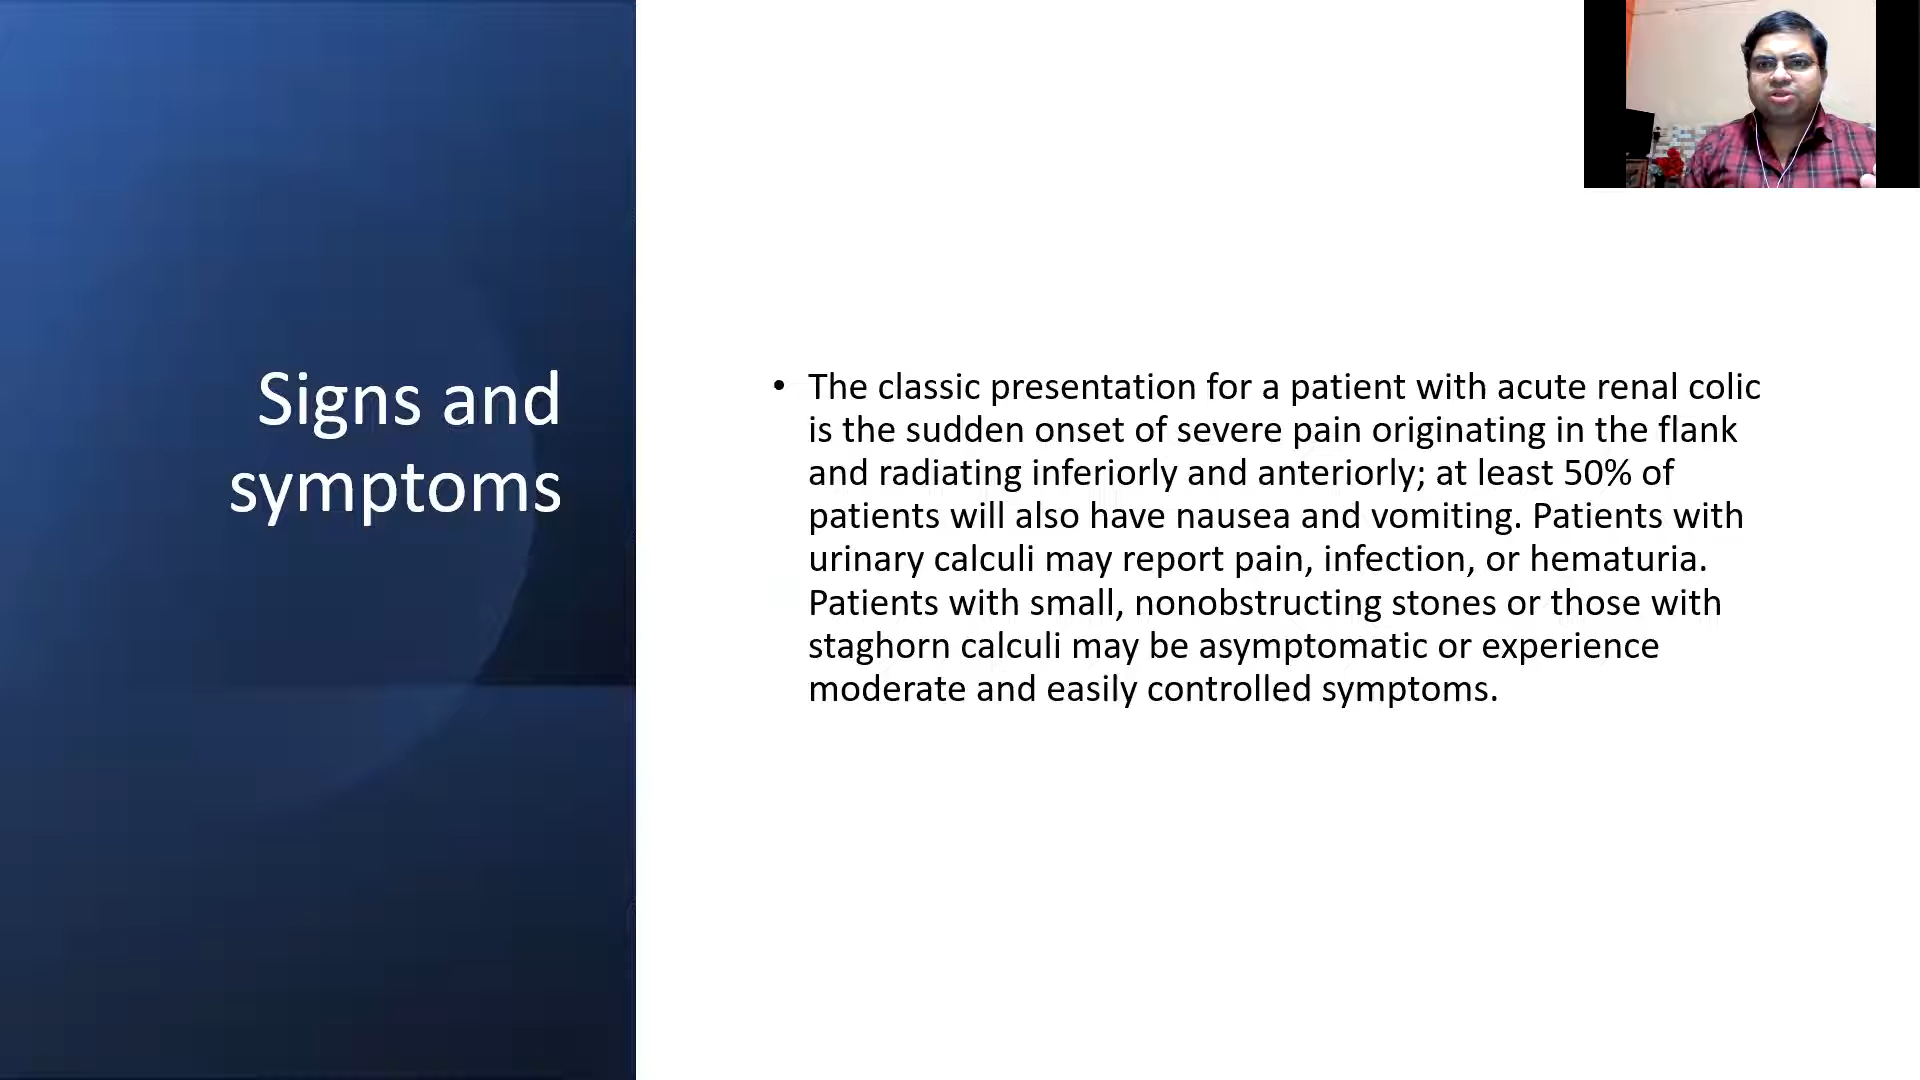 Signs and
symptoms
• The classic presentation for a patient with acute renal colic
is the sudden onset of severe pain originating in the flank
and radiating inferiorly and anteriorly; at least 50% of
patients will also have nausea and vomiting. Patients with
urinary calculi may report pain, infection, or hematuria.
Patients with small, nonobstructing stones or those with
staghorn calculi may be asymptomatic or experience
moderate and easily controlled symptoms.